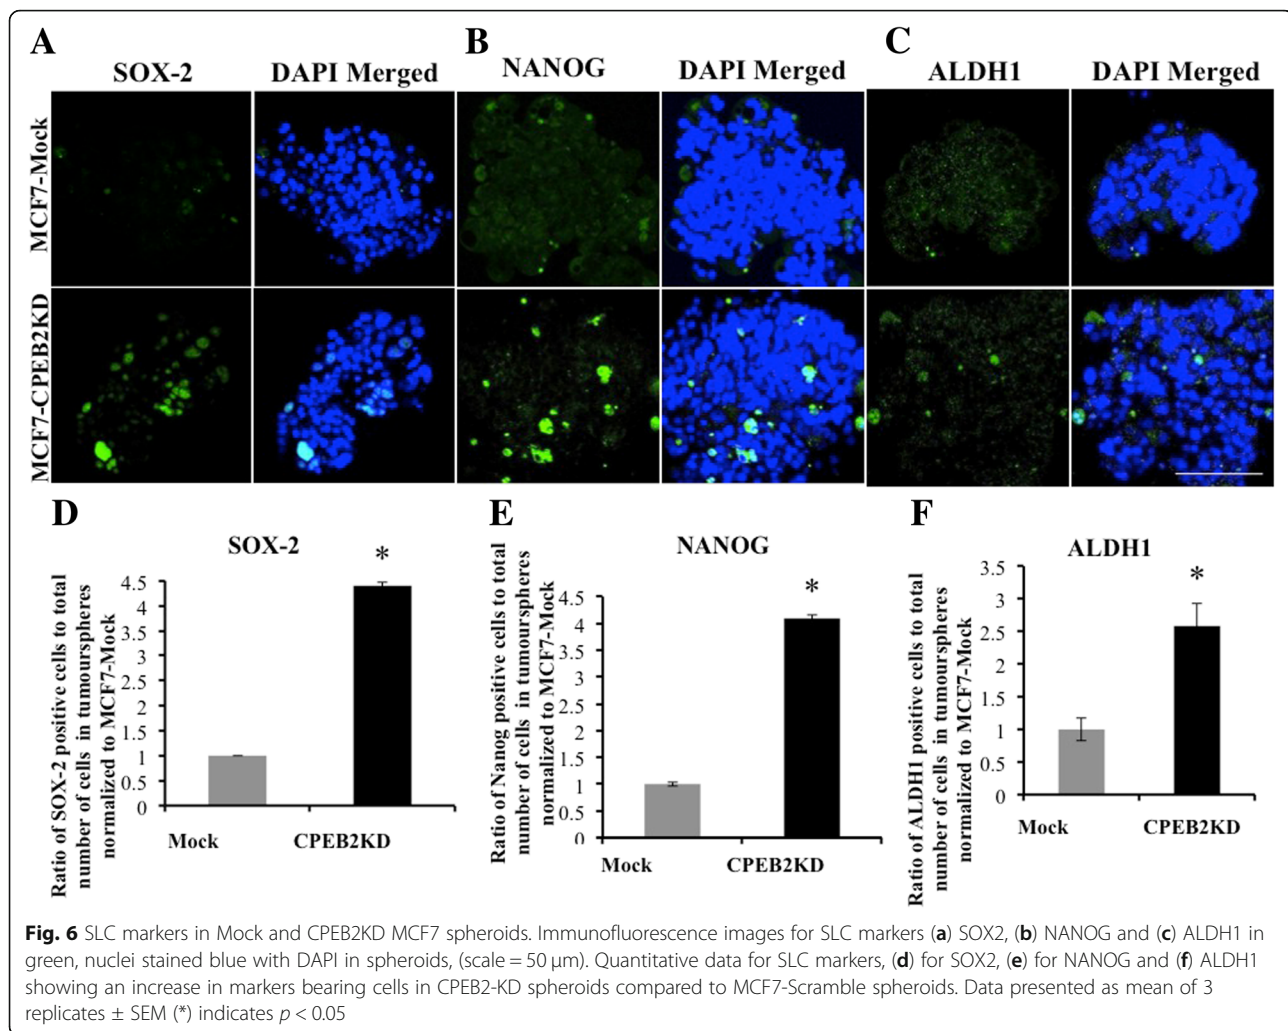 A
B
C
SOX-2
DAPI Merged
NANOG
DAPI Merged
ALDH1
DAPI Merged
MCF7-Mock
MCF7-CPEB2KD
D
SOX-2
*
Ratio of SOX-2 positive cells to total
number of cells in tumourspheres
normalized to MCF7-Mock
4.5
4
3.5
3
2.5
2
1.5
1
0.5
0
Mock
CPEB2KD
E
NANOG
*
Ratio of Nanog positive cells to total
number of cells in tumourspheres
normalized to MCF7-Mock
4.5
4
3.5
3
2.5
2
1.5
1
0.5
0
Mock
CPEB2KD
F
ALDH1
*
Ratio of ALDH1 positive cells to total
number of cells in tumourspheres
normalized to MCF7-Mock
3.5
3
2.5
2
1.5
1
0.5
0
Mock
CPEB2KD
Fig. 6 SLC markers in Mock and CPEB2KD MCF7 spheroids. Immunofluorescence images for SLC markers (a) SOX2, (b) NANOG and (c) ALDH1 in
green, nuclei stained blue with DAPI in spheroids, (scale = 50 μm). Quantitative data for SLC markers, (d) for SOX2, (e) for NANOG and (f) ALDH1
showing an increase in markers bearing cells in CPEB2-KD spheroids compared to MCF7-Scramble spheroids. Data presented as mean of 3
replicates ± SEM (*) indicates p < 0.05